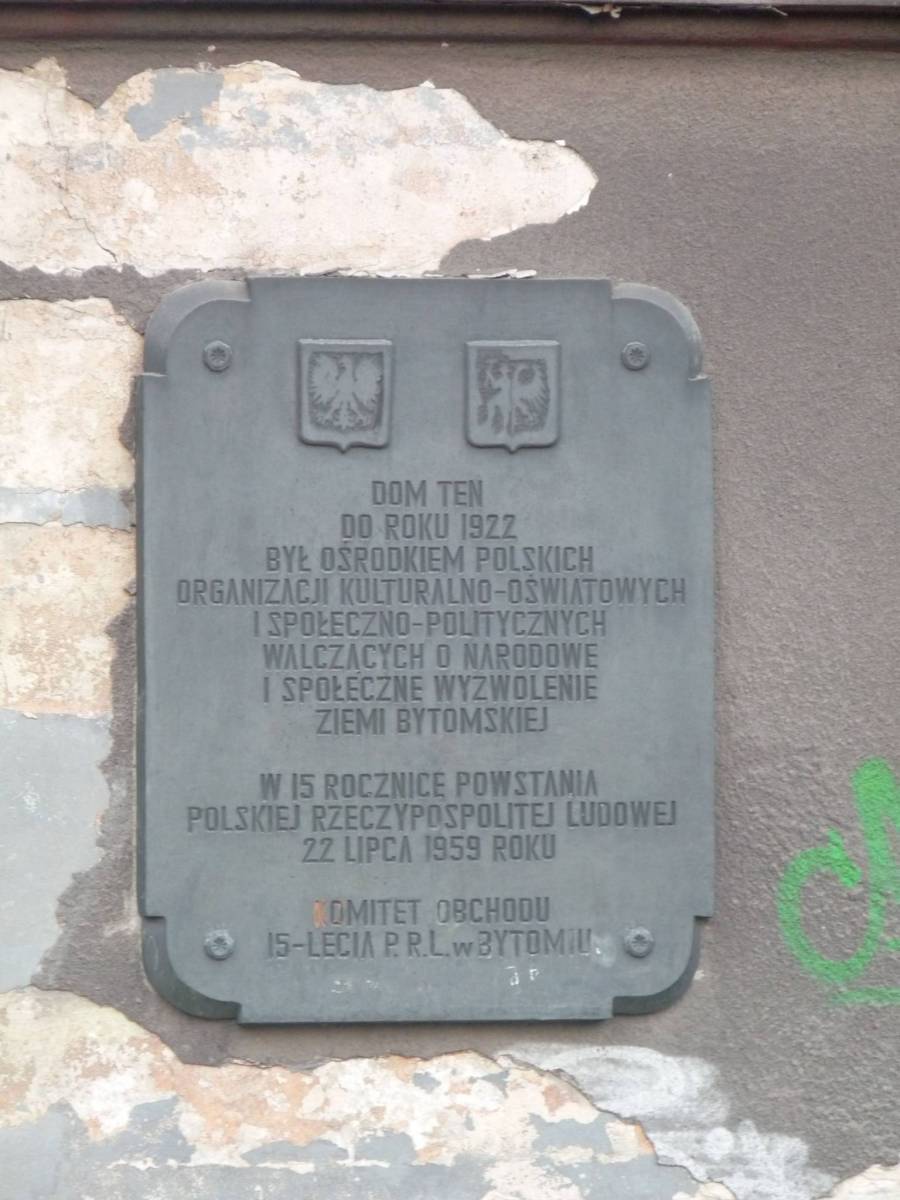 DOM TEN
DO ROKU 1922
BYŁ OŚRODKIEM POLSKICH
ORGANIZACJI KULTURALNO-OŚWIATOWYCH
I SPOŁECZNO-POLITYCZNYCH
WALCZĄCYCH O NARODOWE
I SPOŁECZNE WYZWOLENIE
ZIEMI BYTOMSKIEJ
W 15 ROCZNICĘ POWSTANIA
POLSKIEJ RZECZYPOSPOLITEJ LUDOWEJ
22 LIPCA 1959 ROKU
KOMITET OBCHODU
15-LECIA P.R.L. w BYTOMIU